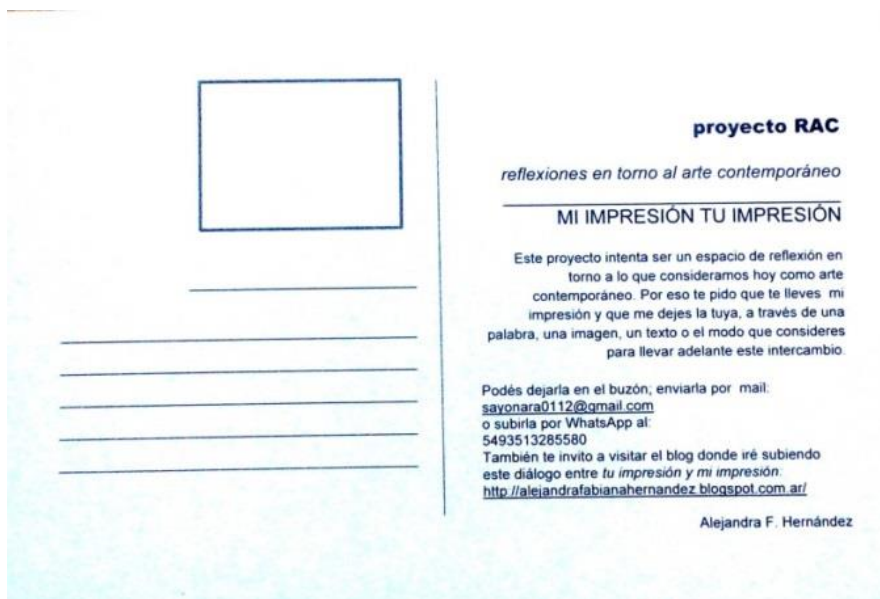 proyecto RAC
reflexiones en torno al arte contemporáneo
MI IMPRESIÓN TU IMPRESIÓN
Este proyecto intenta ser un espacio de reflexión en
torno a lo que consideramos hoy como arte
contemporáneo. Por eso te pido que te lleves mi
impresión y que me dejes la tuya, a través de una
palabra, una imagen, un texto o el modo que consideres
para llevar adelante este intercambio.
Podés dejarla en el buzón; enviarla por mail:
sayonara0112@gmail.com
o subirla por WhatsApp al:
5493513285580
También te invito a visitar el blog donde iré subiendo
este diálogo entre tu impresión y mi impresión:
http://alejandrafabianahernandez.blogspot.com.ar/
Alejandra F. Hernández